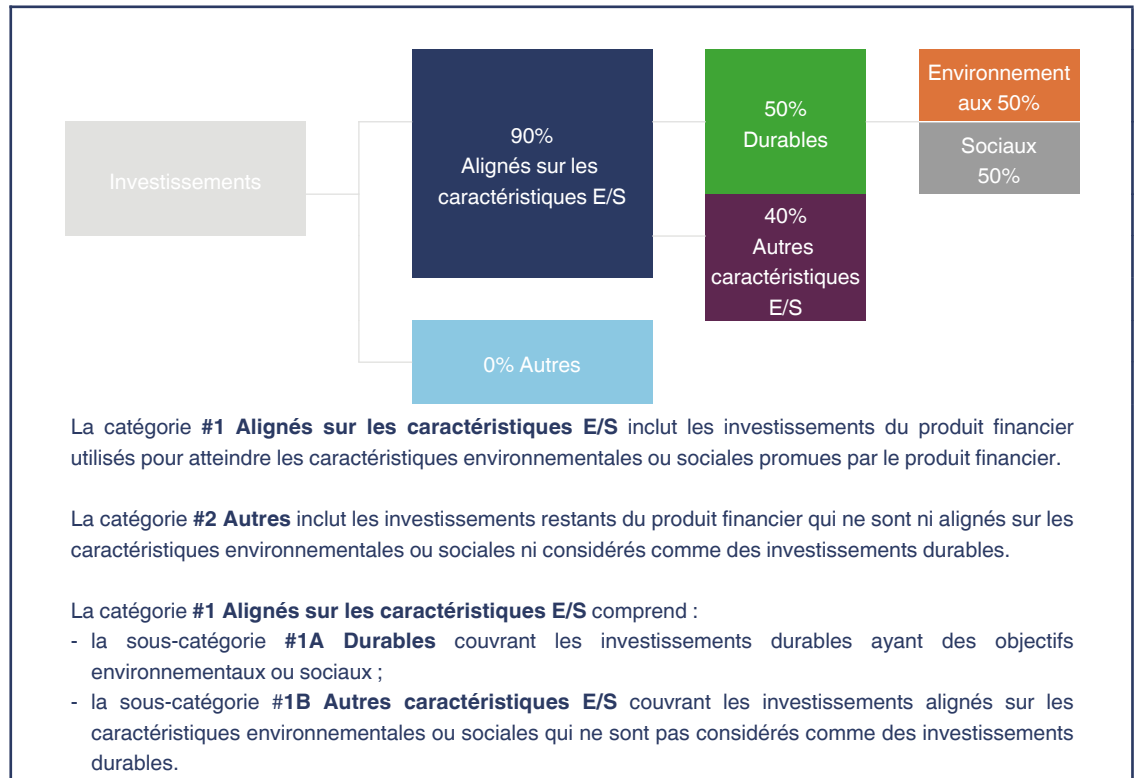 Investissements
90%
Alignés sur les
caractéristiques E/S
0% Autres
50%
Durables
40%
Autres
caractéristiques
E/S
Environnement
aux 50%
Sociaux
50%
La catégorie #1 Alignés sur les caractéristiques E/S inclut les investissements du produit financier
utilisés pour atteindre les caractéristiques environnementales ou sociales promues par le produit financier.
La catégorie #2 Autres inclut les investissements restants du produit financier qui ne sont ni alignés sur les
caractéristiques environnementales ou sociales ni considérés comme des investissements durables.
La catégorie #1 Alignés sur les caractéristiques E/S comprend :
- la sous-catégorie #1A Durables couvrant les investissements durables ayant des objectifs
environnementaux ou sociaux ;
- la sous-catégorie #1B Autres caractéristiques E/S couvrant les investissements alignés sur les
caractéristiques environnementales ou sociales qui ne sont pas considérés comme des investissements
durables.